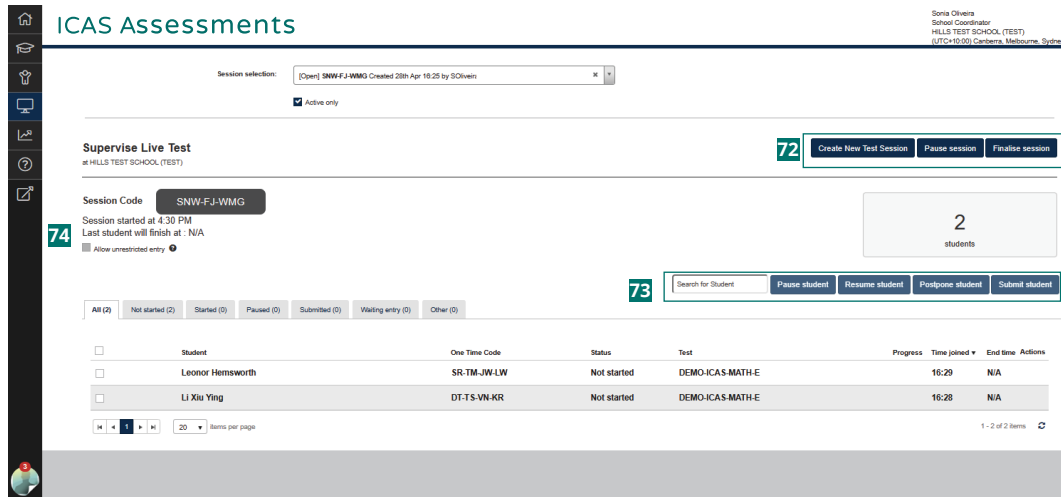 ICAS Assessments
Sonia Oliveira
School Coordinator
HILLS TEST SCHOOL (TEST)
(UTC+10:00) Canberra, Melbourne, Sydne
Session selection:
[Open] SNW-FJ-WMG Created 28th Apr 16:25 by SOliveira
Active only
Supervise Live Test
at HILLS TEST SCHOOL (TEST)
72
Create New Test Session Pause session Finalise session
Session Code SNW-FJ-WMG
Session started at 4:30 PM
Last student will finish at : N/A
74
Allow unrestricted entry ?
2
students
73
Search for Student Pause student Resume student Postpone student Submit student
All (2) Not started (2) Started (0) Paused (0) Submitted (0) Waiting entry (0) Other (0)
Student One Time Code Status Test Progress Time joined End time Actions
Leonor Hemsworth SR-TM-JW-LW Not started DEMO-ICAS-MATH-E 16:29 N/A
Li Xiu Ying DT-TS-VN-KR Not started DEMO-ICAS-MATH-E 16:28 N/A
1 20 items per page 1 - 2 of 2 items
3